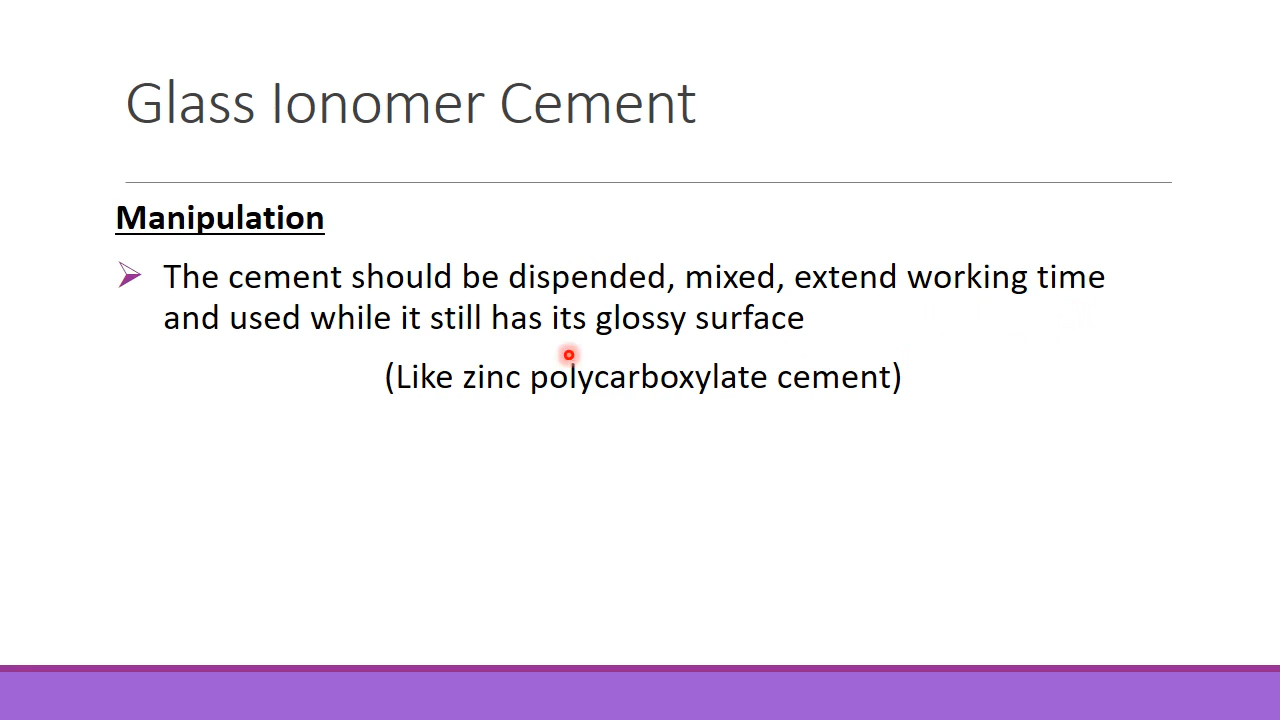 Glass Ionomer Cement
Manipulation
The cement should be dispended, mixed, extend working time
and used while it still has its glossy surface
(Like zinc polycarboxylate cement)